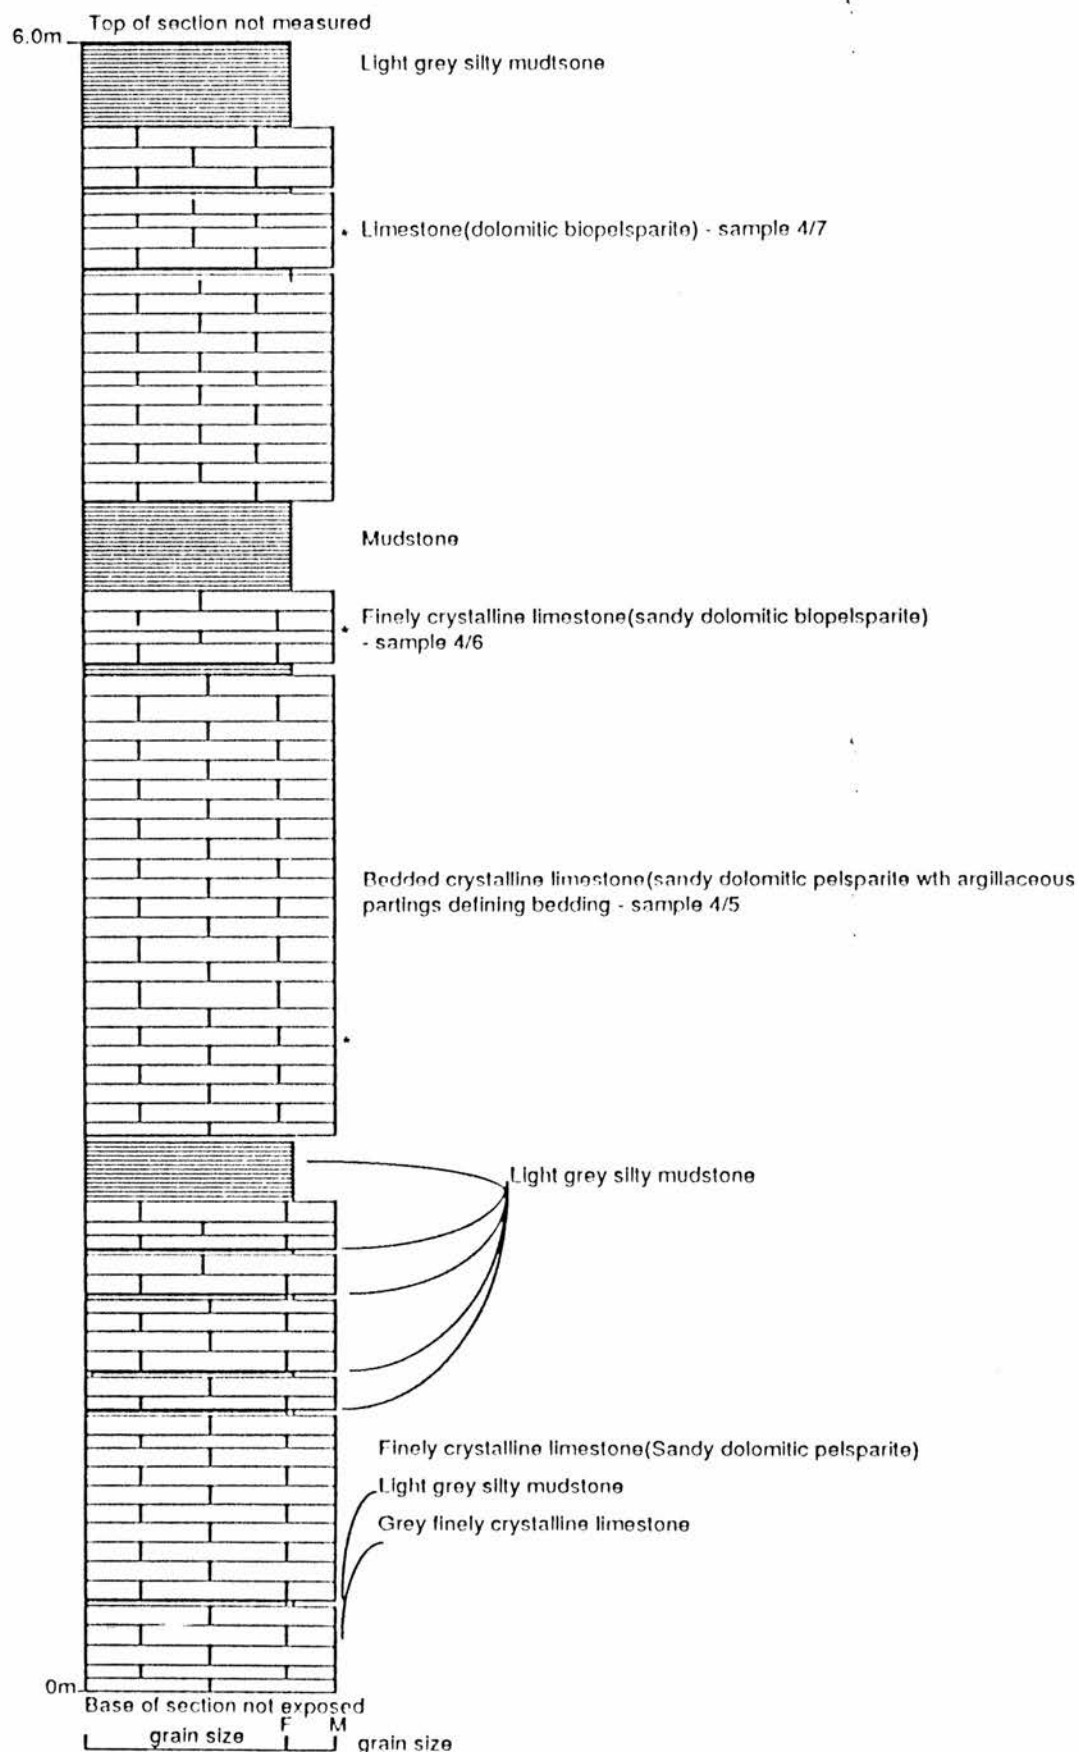 Top of section not measured
6.0m
Light grey silty mudtsone
* Limestone(dolomitic biopelsparite) - sample 4/7
Mudstone
* Finely crystalline limestone(sandy dolomitic biopelsparite)
- sample 4/6
Bedded crystalline limestone(sandy dolomitic pelsparite wth argillaceous
partings defining bedding - sample 4/5
*
Light grey silty mudstone
Finely crystalline limestone(Sandy dolomitic pelsparite)
Light grey silty mudstone
Grey finely crystalline limestone
0m
Base of section not exposed
F M
grain size
grain size